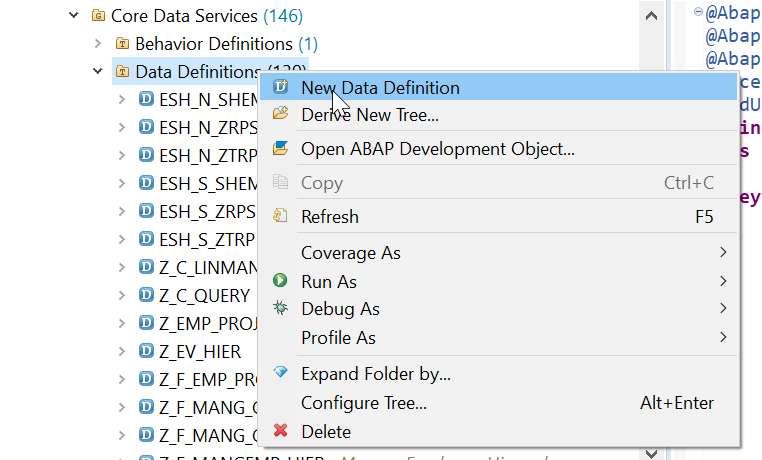 Core Data Services (146)
Behavior Definitions (1)
Data Definitions
ESH_N_SHEM
ESH_N_ZRPS
ESH_N_ZTRP
ESH_S_SHEM
ESH_S_ZRPS
ESH_S_ZTRP
Z_C_LINMAN
Z_C_QUERY
Z_EMP_PROJ
Z_EV_HIER
Z_F_EMP_PRO
Z_F_MANG_
Z_F_MANG_
New Data Definition
Derive New Tree...
Open ABAP Development Object...
Copy Ctrl+C
Refresh F5
Coverage As
Run As
Debug As
Profile As
Expand Folder by...
Configure Tree... Alt+Enter
Delete
@Abap
@Abap
@Abap
ce
dU
in
s
ey